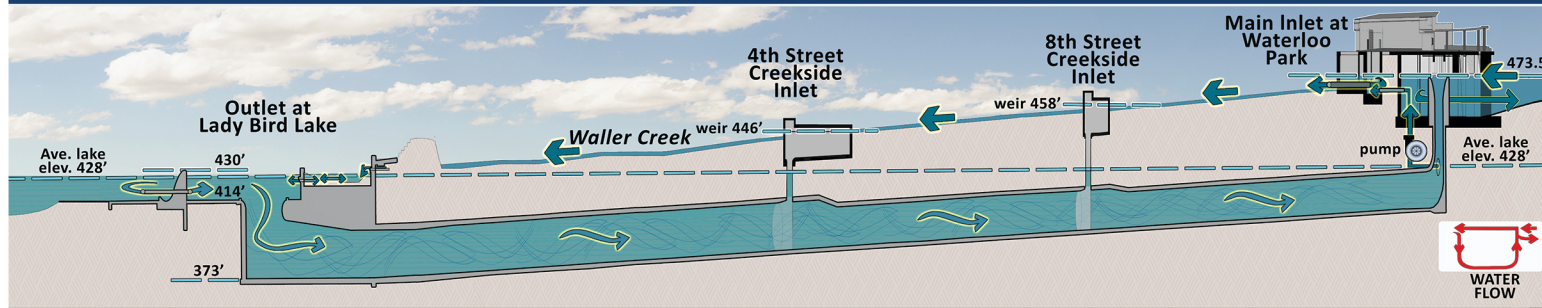 Main Inlet at
Waterloo
Park
8th Street
Creekside
Inlet
4th Street
Creekside
Inlet
Outlet at
Lady Bird Lake
473.5
weir 458’
weir 446’
Waller Creek
Ave. lake
elev. 428’
430’
414’
373’
pump
Ave. lake
elev. 428’
WATER
FLOW